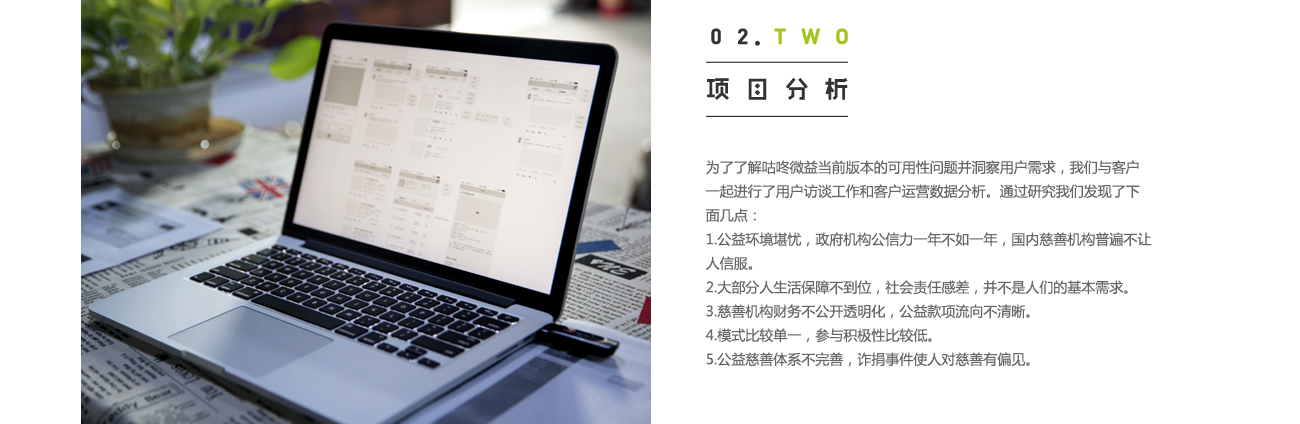 02.TWO
项目分析
为了了解咕咚微益当前版本的可用性问题并洞察用户需求，我们与客户
一起进行了用户访谈工作和客户运营数据分析。通过研究我们发现了下
面几点：
1.公益环境堪忧，政府机构公信力一年不如一年，国内慈善机构普遍不让
人信服。
2.大部分人生活保障不到位，社会责任感差，并不是人们的基本需求。
3.慈善机构财务不公开透明化，公益款项流向不清晰。
4.模式比较单一，参与积极性比较低。
5.公益慈善体系不完善，诈捐事件使人对慈善有偏见。